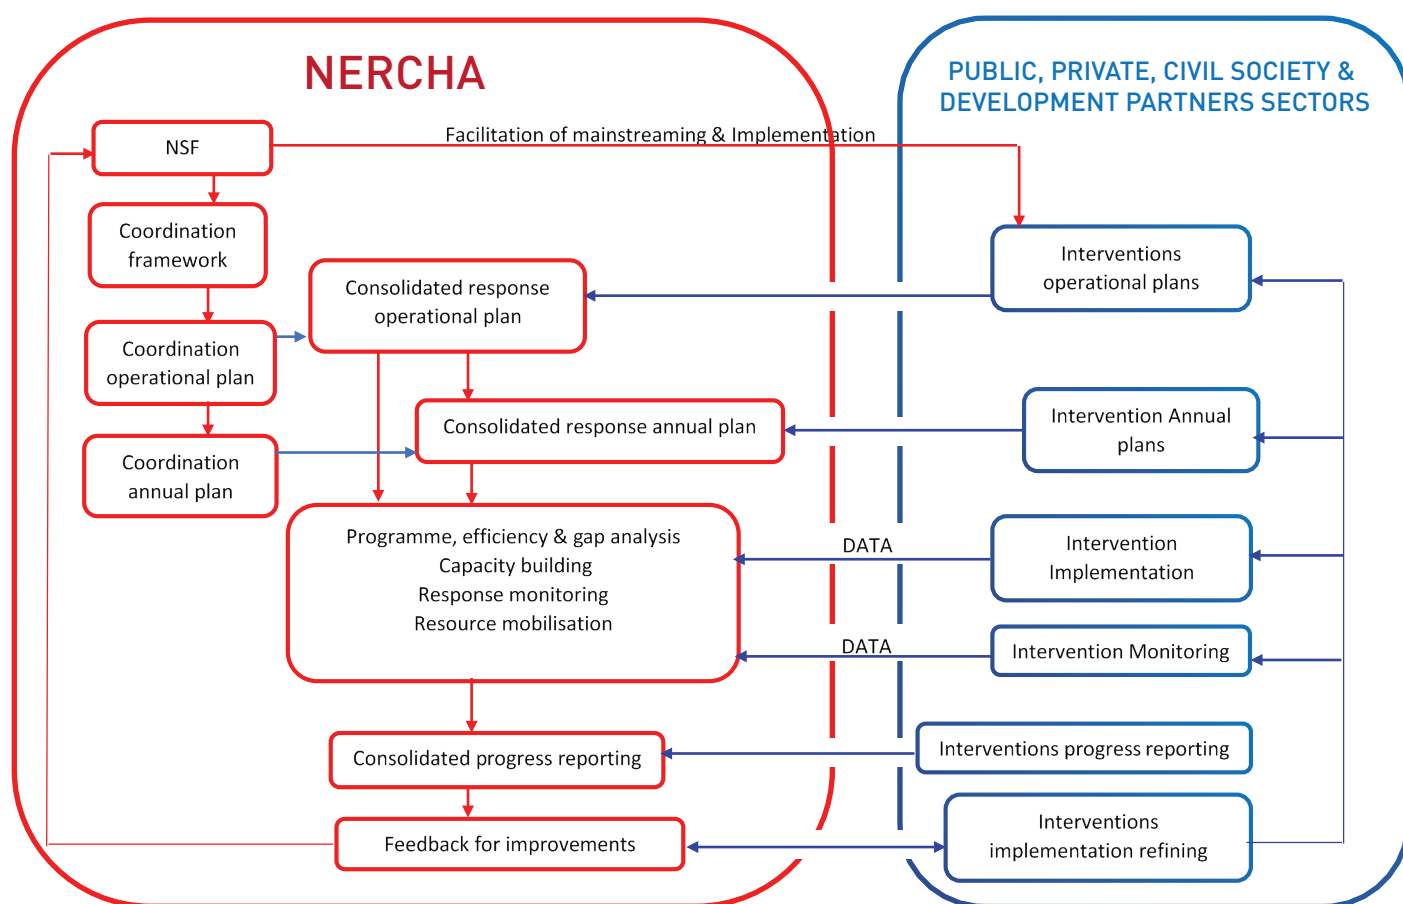 NERCHA
PUBLIC, PRIVATE, CIVIL SOCIETY &
DEVELOPMENT PARTNERS SECTORS
Facilitation of mainstreaming & Implementation
NSF
Coordination
framework
Interventions
operational plans
Consolidated response
operational plan
Coordination
operational plan
Consolidated response annual plan
Intervention Annual
plans
Coordination
annual plan
Programme, efficiency & gap analysis
Capacity building
Response monitoring
Resource mobilisation
DATA
Intervention
Implementation
DATA
Intervention Monitoring
Consolidated progress reporting
Interventions progress reporting
Feedback for improvements
Interventions
implementation refining